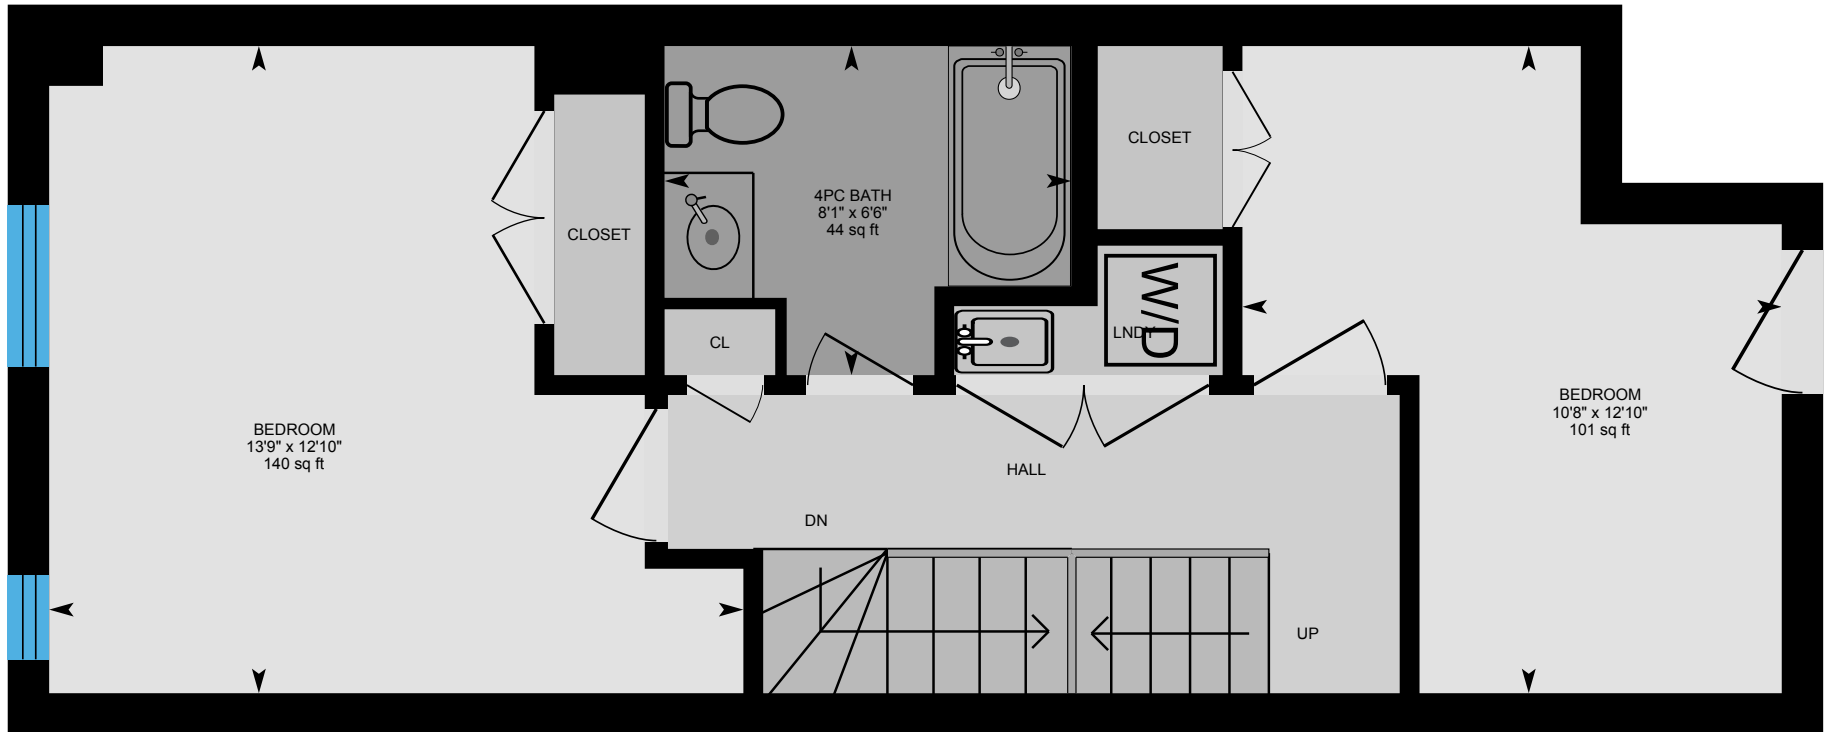 CLOSET
CLOSET
4PC BATH
8'1" x 6'6"
44 sq ft
CL
W/D
LNDY
BEDROOM
13'9" x 12'10"
140 sq ft
HALL
DN
UP
BEDROOM
10'8" x 12'10"
101 sq ft